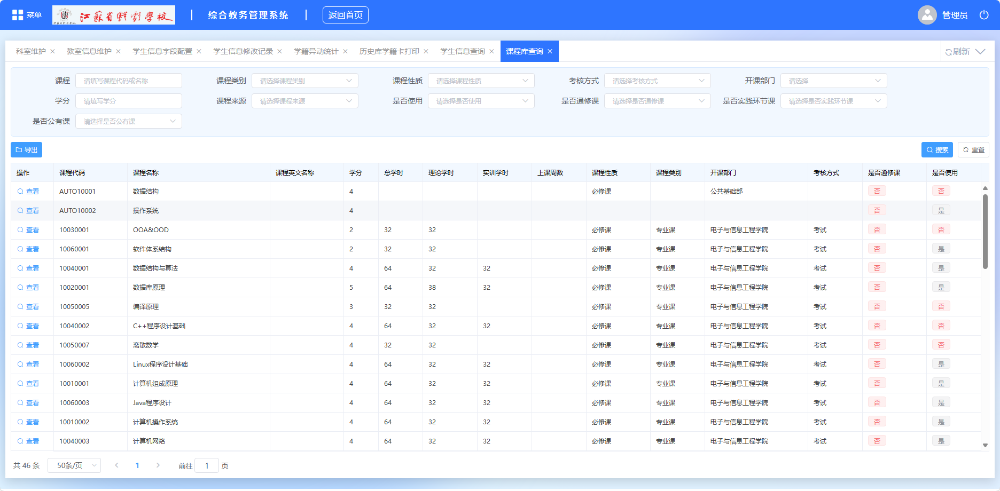 菜单 江苏省戏剧学校 综合教务管理系统 返回首页 管理员
科室维护 教室信息维护 学生信息字段配置 学生信息修改记录 学籍异动统计 历史库学籍卡打印 学生信息查询 课程库查询 刷新
课程 请填写课程代码或名称 课程类别 请选择课程类别 课程性质 请选择课程性质 考核方式 请选择考核方式 开课部门 请选择
学分 请填写学分 课程来源 请选择课程来源 是否使用 请选择是否使用 是否通修课 请选择是否通修课 是否实践环节课 请选择是否实践环节课
是否公有课 请选择是否公有课
导出 搜索 重置
操作 课程代码 课程名称 课程英文名称 学分 总学时 理论学时 实训学时 上课周数 课程性质 课程类别 开课部门 考核方式 是否通修课 是否使用
查看 AUTO10001 数据结构 4 必修课 公共基础部 否 否
查看 AUTO10002 操作系统 4 否 是
查看 10030001 OOA&OOD 2 32 32 必修课 专业课 电子与信息工程学院 考试 否 否
查看 10060001 软件体系结构 2 32 32 必修课 专业课 电子与信息工程学院 考试 否 是
查看 10040001 数据结构与算法 4 64 32 32 必修课 专业课 电子与信息工程学院 考试 否 是
查看 10020001 数据库原理 5 64 38 32 必修课 专业课 电子与信息工程学院 考试 否 是
查看 10050005 编译原理 3 32 32 必修课 专业课 电子与信息工程学院 考试 否 否
查看 10040002 C++程序设计基础 4 64 32 32 必修课 专业课 电子与信息工程学院 考试 否 否
查看 10050007 离散数学 4 32 32 必修课 专业课 电子与信息工程学院 考试 否 否
查看 10060002 Linux程序设计基础 4 64 32 32 必修课 专业课 电子与信息工程学院 考试 否 是
查看 10010001 计算机组成原理 4 64 32 32 必修课 专业课 电子与信息工程学院 考试 否 是
查看 10060003 Java程序设计 4 64 32 32 必修课 专业课 电子与信息工程学院 考试 否 是
查看 10010002 计算机操作系统 4 64 32 32 必修课 专业课 电子与信息工程学院 考试 否 是
查看 10040003 计算机网络 4 64 32 32 必修课 专业课 电子与信息工程学院 考试 否 是
共 46 条 50条/页 1 前往 1 页